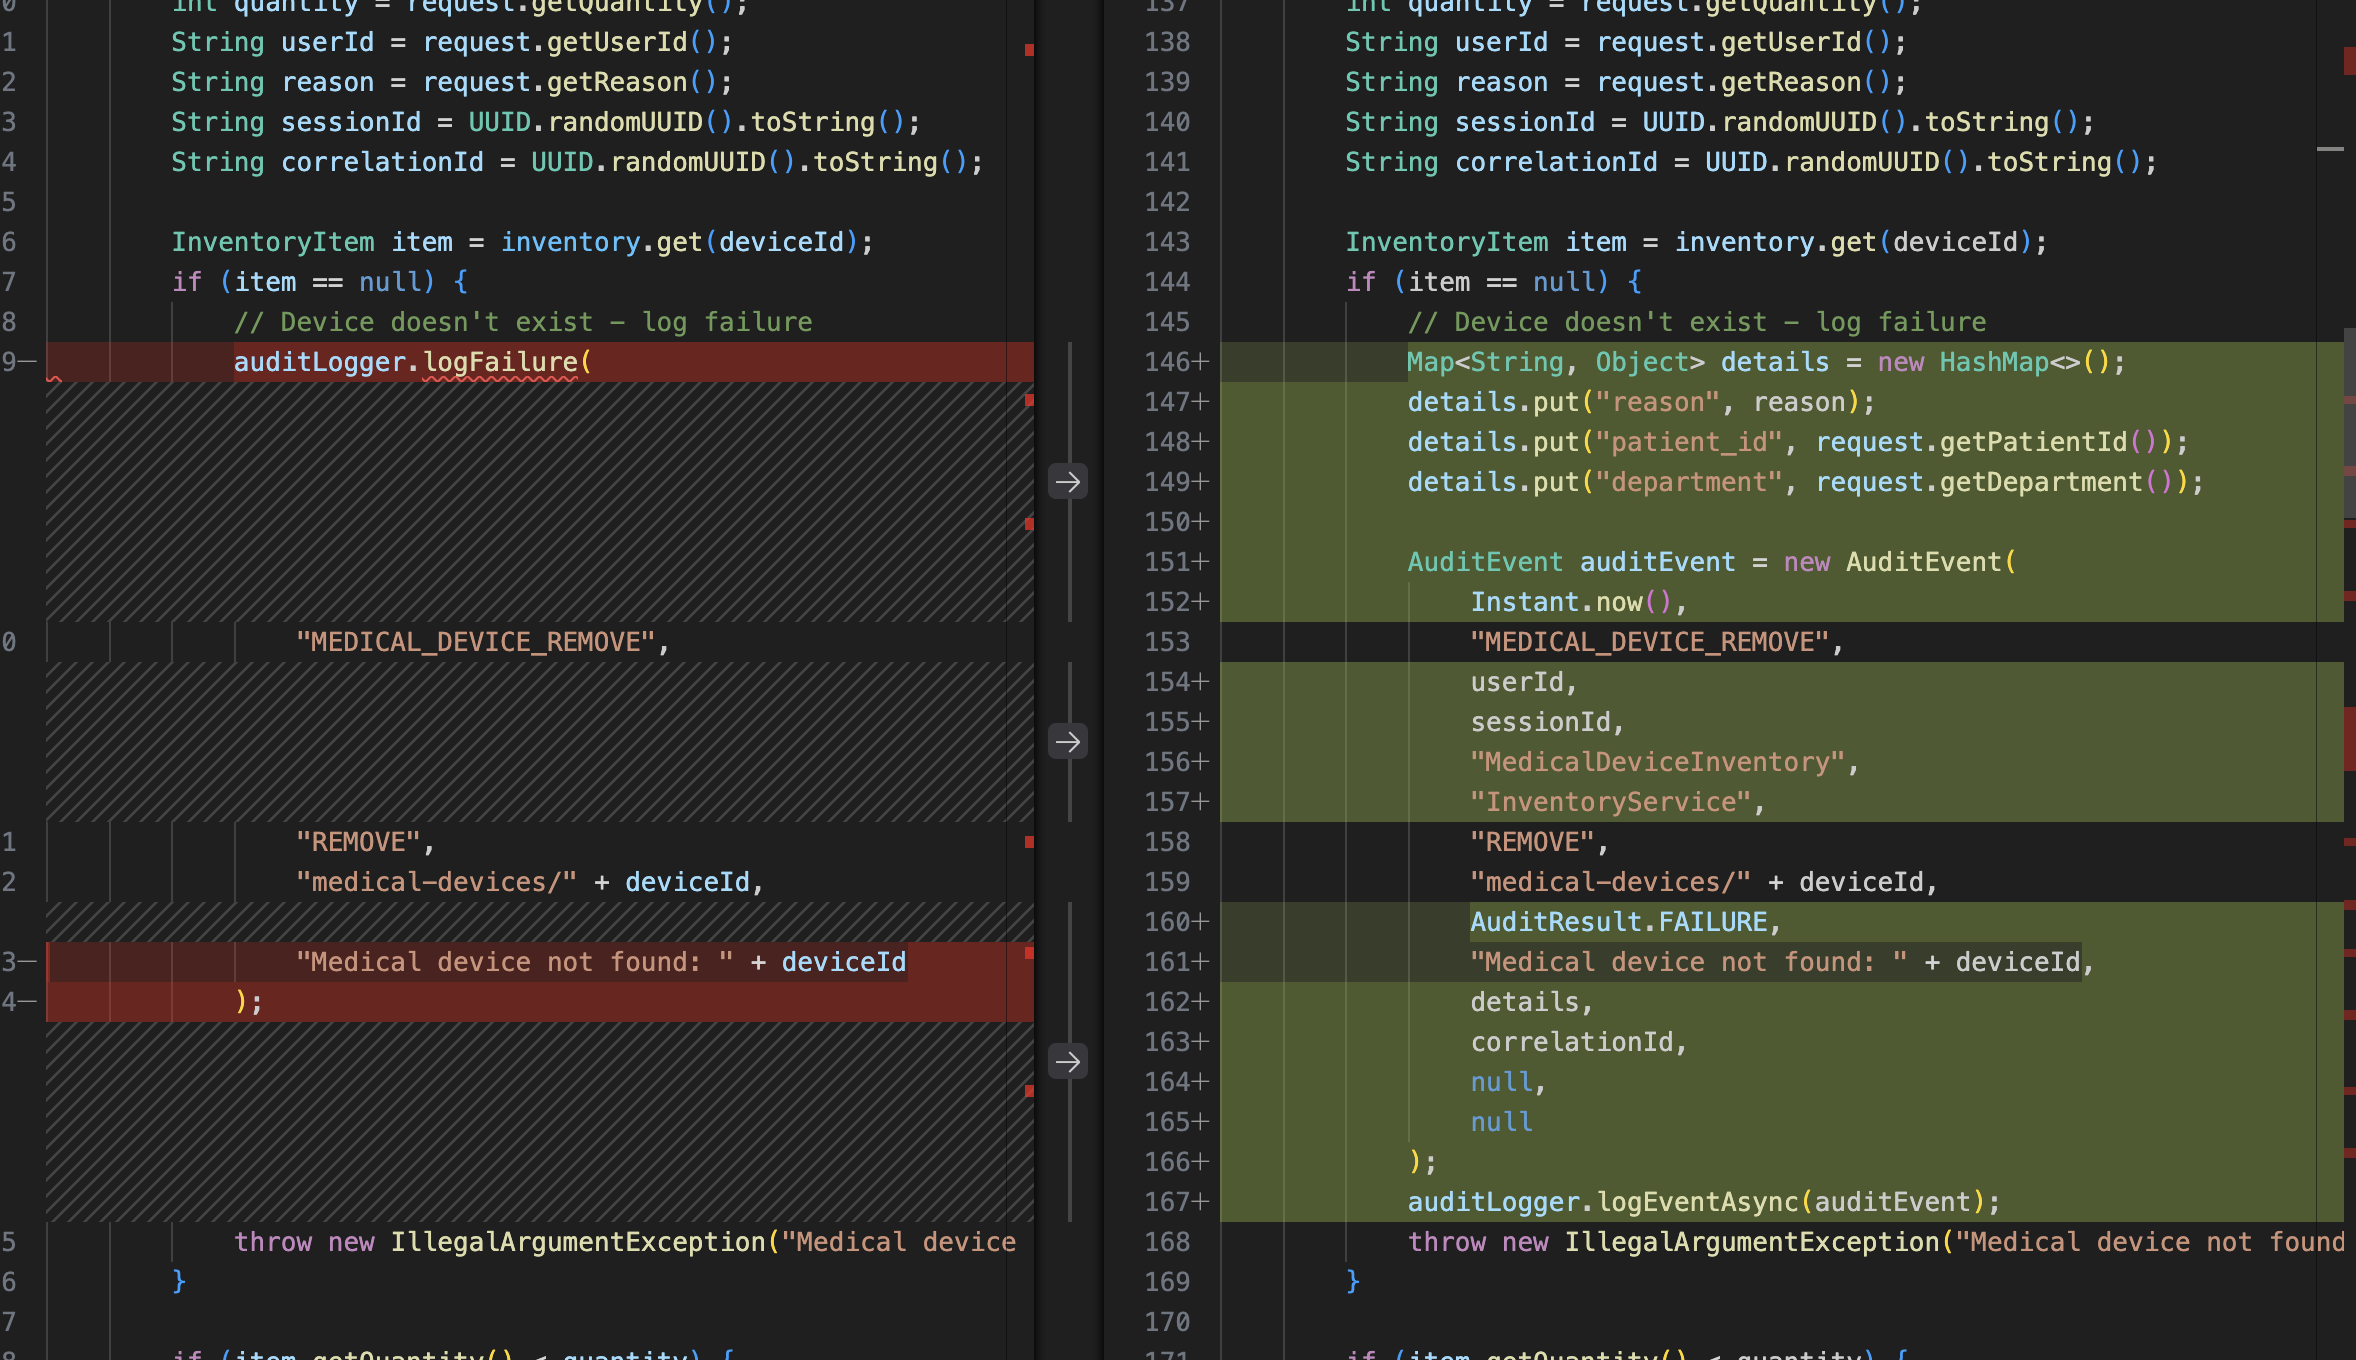 int quantity = request.getQuantity();
1 String userId = request.getUserId();
2 String reason = request.getReason();
3 String sessionId = UUID.randomUUID().toString();
4 String correlationId = UUID.randomUUID().toString();
5
6 InventoryItem item = inventory.get(deviceId);
7 if (item == null) {
8 // Device doesn't exist – log failure
9— auditLogger.logFailure(
0 "MEDICAL_DEVICE_REMOVE",
1 "REMOVE",
2 "medical–devices/" + deviceId,
3— "Medical device not found: " + deviceId
4— );
5 throw new IllegalArgumentException("Medical device
6 }
7
8 if (item.getQuantity() < quantity) {
137 int quantity = request.getQuantity();
138 String userId = request.getUserId();
139 String reason = request.getReason();
140 String sessionId = UUID.randomUUID().toString();
141 String correlationId = UUID.randomUUID().toString();
142
143 InventoryItem item = inventory.get(deviceId);
144 if (item == null) {
145 // Device doesn't exist – log failure
146+ Map<String, Object> details = new HashMap<>();
147+ details.put("reason", reason);
148+ details.put("patient_id", request.getPatientId());
149+ details.put("department", request.getDepartment());
150+
151+ AuditEvent auditEvent = new AuditEvent(
152+ Instant.now(),
153 "MEDICAL_DEVICE_REMOVE",
154+ userId,
155+ sessionId,
156+ "MedicalDeviceInventory",
157+ "InventoryService",
158 "REMOVE",
159 "medical–devices/" + deviceId,
160+ AuditResult.FAILURE,
161+ "Medical device not found: " + deviceId,
162+ details,
163+ correlationId,
164+ null,
165+ null
166+ );
167+ auditLogger.logEventAsync(auditEvent);
168 throw new IllegalArgumentException("Medical device not found
169 }
170
171 if (item.getQuantity() < quantity) {